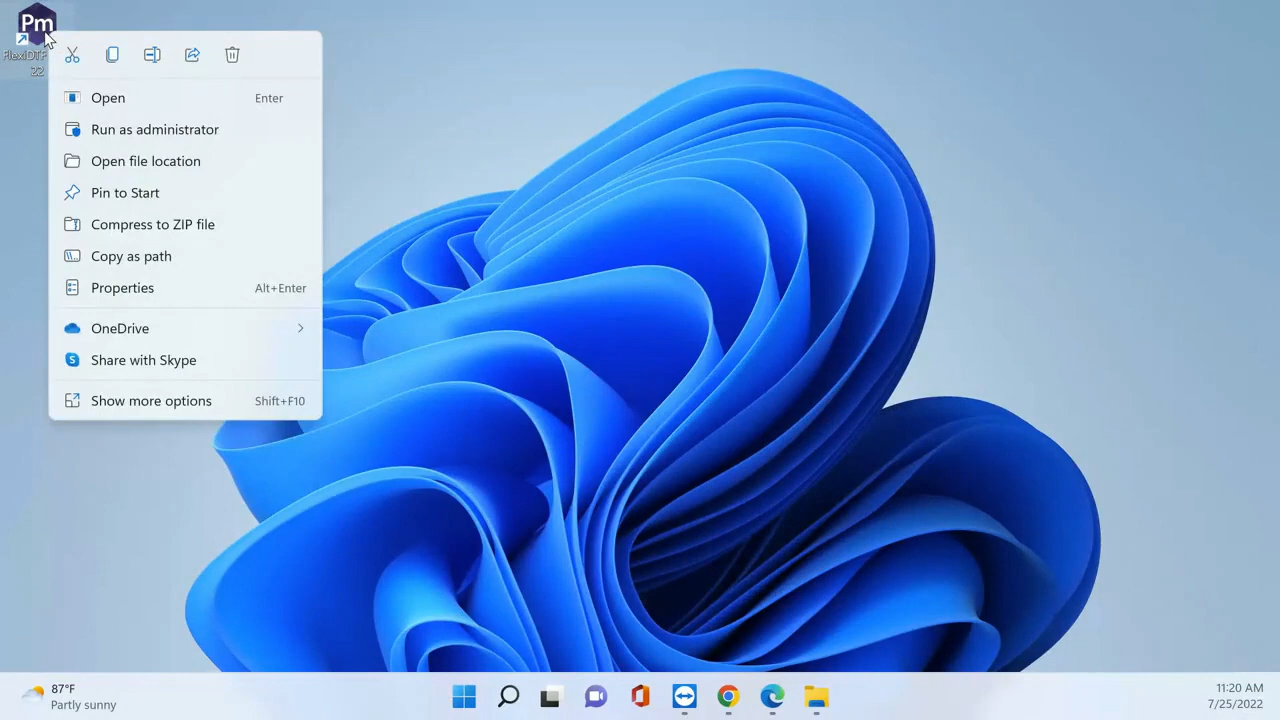 Pm
FlexiDTF
22
Open Enter
Run as administrator
Open file location
Pin to Start
Compress to ZIP file
Copy as path
Properties Alt+Enter
OneDrive
S
Share with Skype
Show more options Shift+F10
87°F
Partly sunny
11:20 AM
7/25/2022